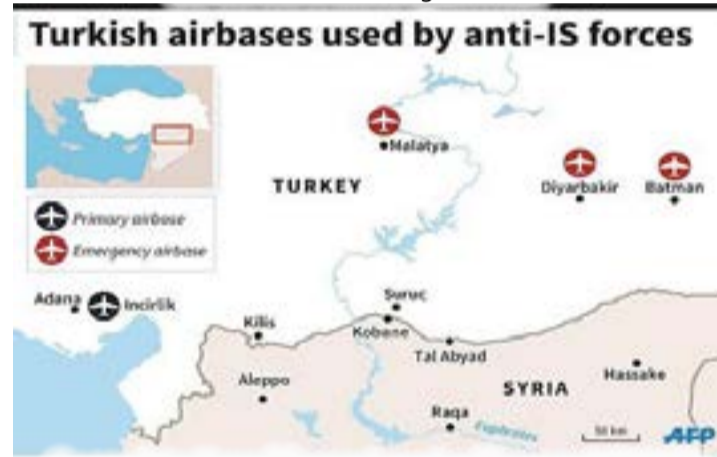 Turkish airbases used by anti-IS forces
Malatya
TURKEY
Diyarbakir
Batman
Primary airbase
Emergency airbase
Adana
Incirlik
Suruc
Kilis
Kobane
Tal Abyad
Aleppo
SYRIA
Hassake
Raqa
Euphrates
50 km
AFP